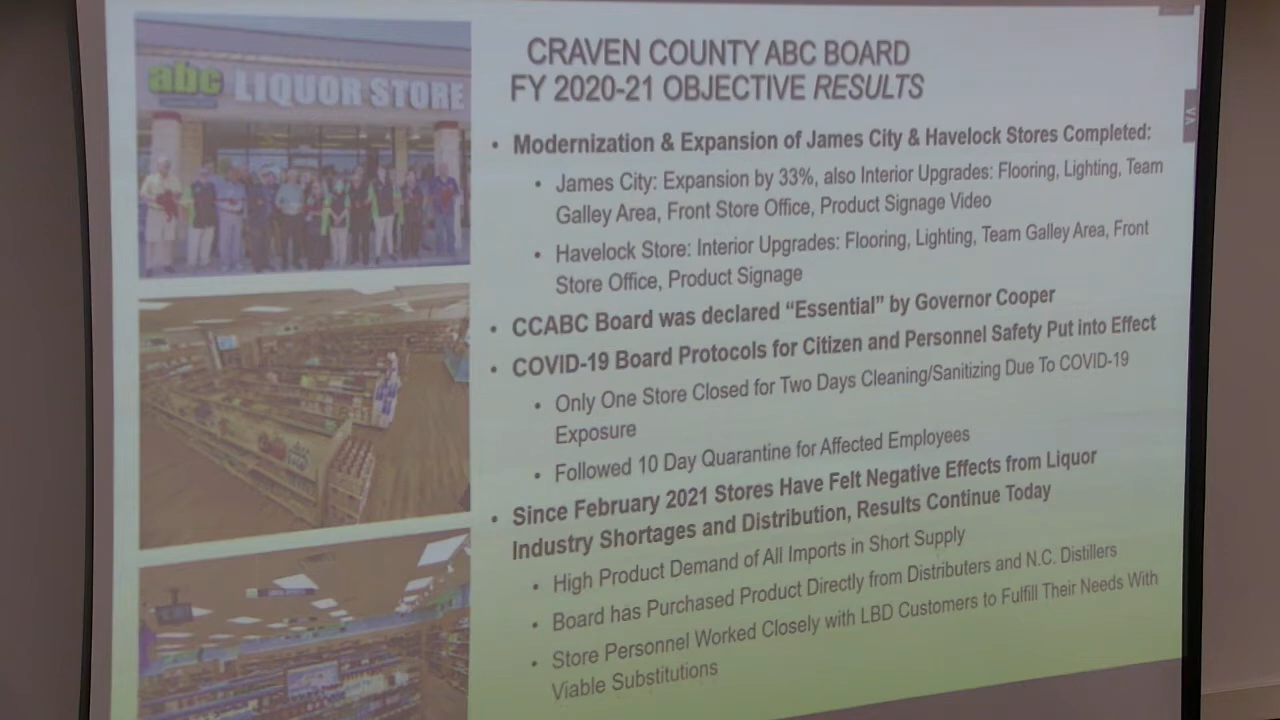 abc LIQUOR STORE
CRAVEN COUNTY ABC BOARD
FY 2020-21 OBJECTIVE RESULTS
• Modernization & Expansion of James City & Havelock Stores Completed:
• James City: Expansion by 33%, also Interior Upgrades: Flooring, Lighting, Team
Galley Area, Front Store Office, Product Signage Video
• Havelock Store: Interior Upgrades: Flooring, Lighting, Team Galley Area, Front
Store Office, Product Signage
• CCABC Board was declared “Essential” by Governor Cooper
• COVID-19 Board Protocols for Citizen and Personnel Safety Put into Effect
• Only One Store Closed for Two Days Cleaning/Sanitizing Due To COVID-19
Exposure
• Followed 10 Day Quarantine for Affected Employees
• Since February 2021 Stores Have Felt Negative Effects from Liquor
Industry Shortages and Distribution, Results Continue Today
• High Product Demand of All Imports in Short Supply
• Board has Purchased Product Directly from Distributers and N.C. Distillers
• Store Personnel Worked Closely with LBD Customers to Fulfill Their Needs With
Viable Substitutions